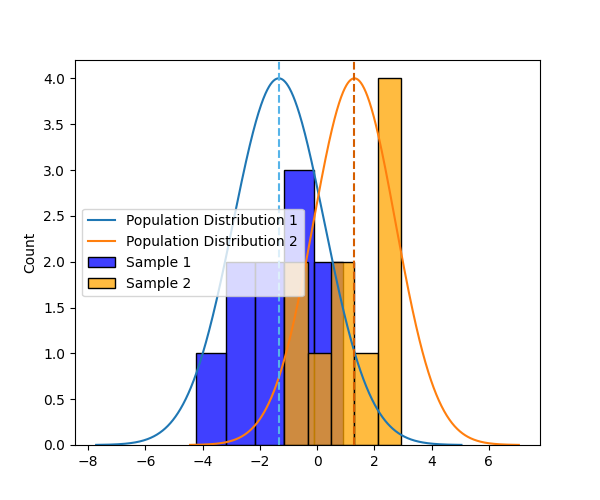 4.0
3.5
3.0
2.5
2.0
1.5
1.0
0.5
0.0
Count
Population Distribution 1
Population Distribution 2
Sample 1
Sample 2
−8 −6 −4 −2 0 2 4 6